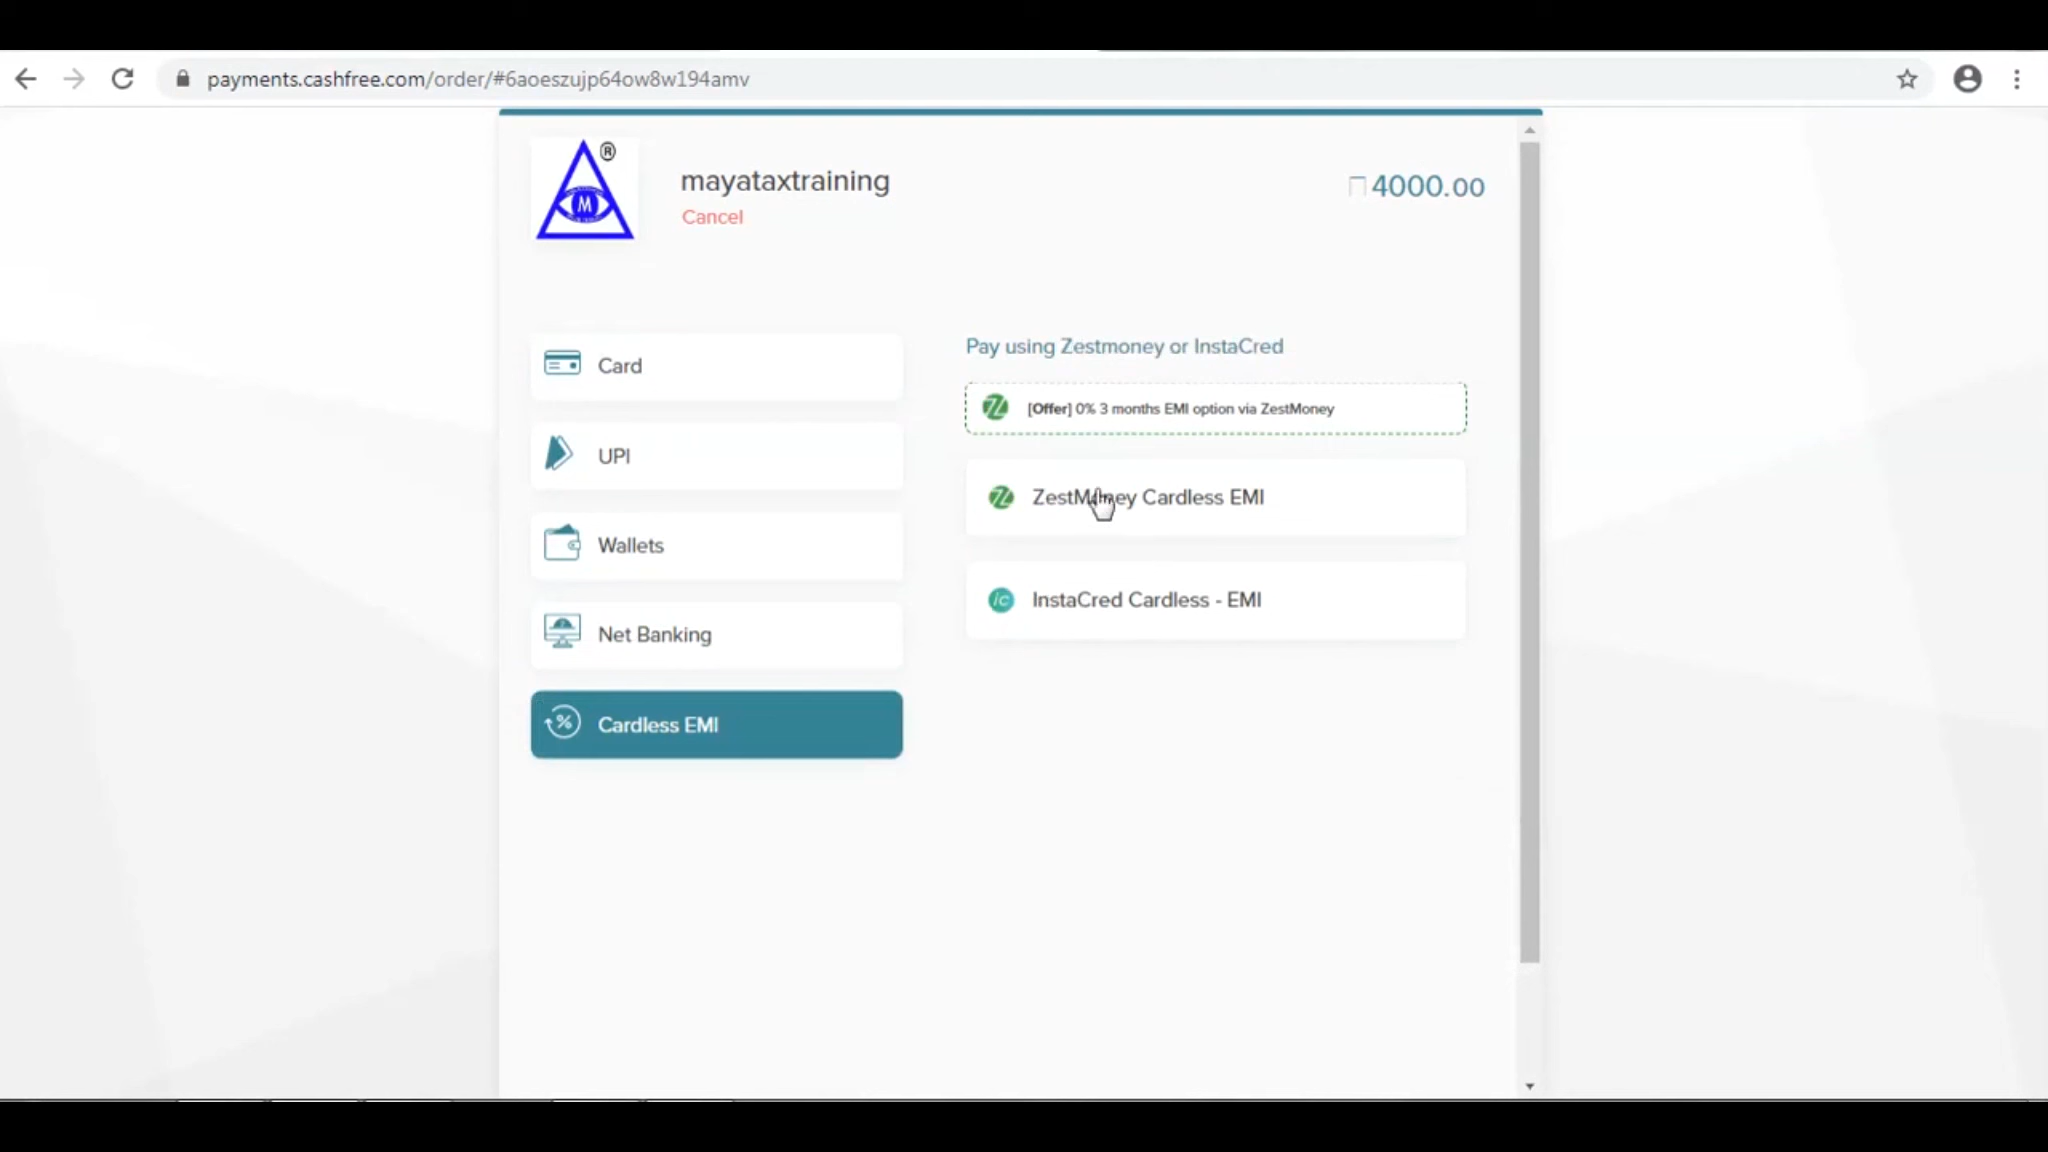 payments.cashfree.com/order/#6aoeszujp64ow8w194amv
®
M
mayataxtraining
4000.00
Cancel
Pay using Zestmoney or InstaCred
Card
[Offer] 0% 3 months EMI option via ZestMoney
UPI
ZestMoney Cardless EMI
Wallets
ic InstaCred Cardless - EMI
Net Banking
% Cardless EMI